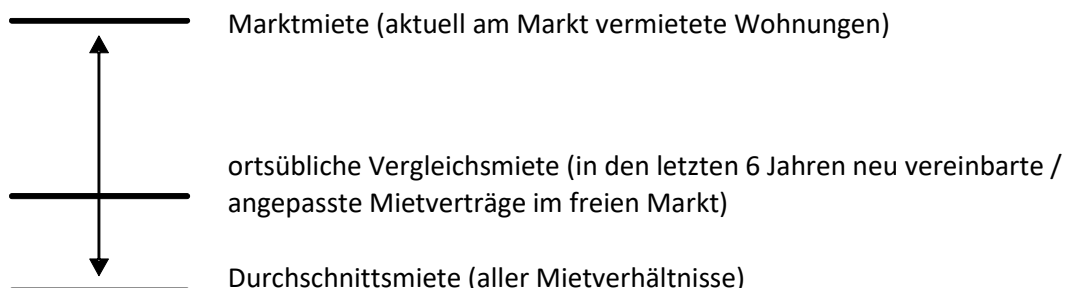 Marktmiete (aktuell am Markt vermietete Wohnungen)
ortsübliche Vergleichsmiete (in den letzten 6 Jahren neu vereinbarte /
angepasste Mietverträge im freien Markt)
Durchschnittsmiete (aller Mietverhältnisse)